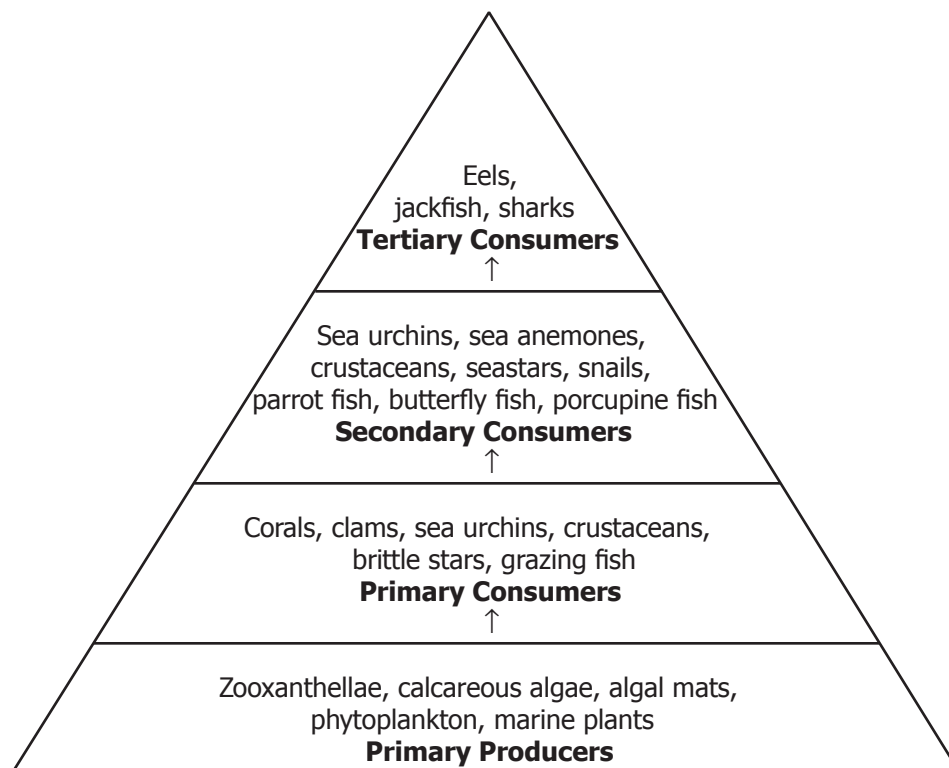 Eels,
jackfish, sharks
Tertiary Consumers
↑
Sea urchins, sea anemones,
crustaceans, seastars, snails,
parrot fish, butterfly fish, porcupine fish
Secondary Consumers
↑
Corals, clams, sea urchins, crustaceans,
brittle stars, grazing fish
Primary Consumers
↑
Zooxanthellae, calcareous algae, algal mats,
phytoplankton, marine plants
Primary Producers